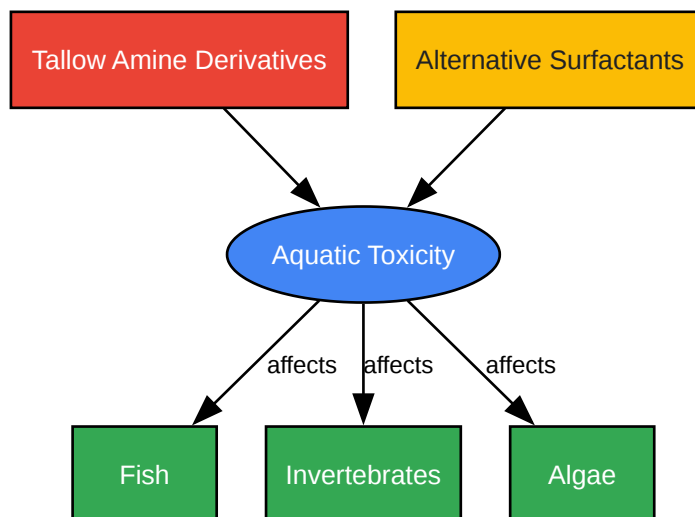 Tallow Amine Derivatives
Alternative Surfactants
Aquatic Toxicity
affects
affects
affects
Fish
Invertebrates
Algae